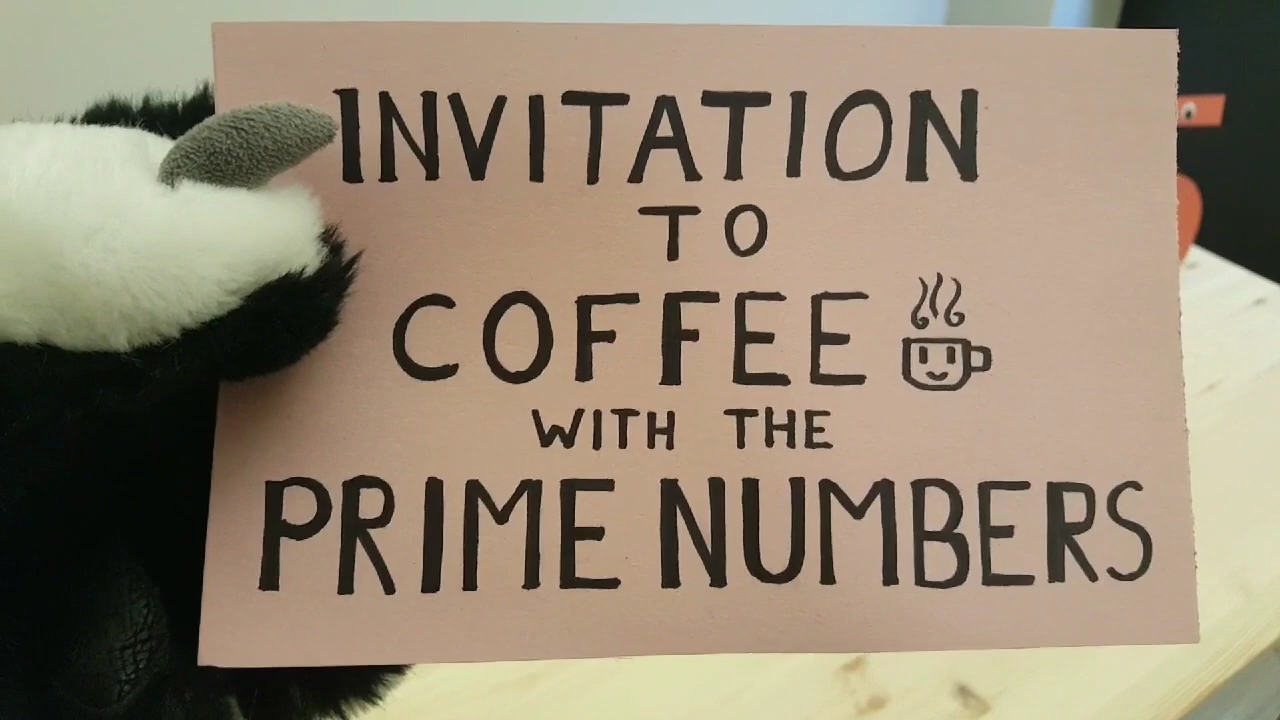 INVITATION
TO
COFFEE
WITH THE
PRIME NUMBERS